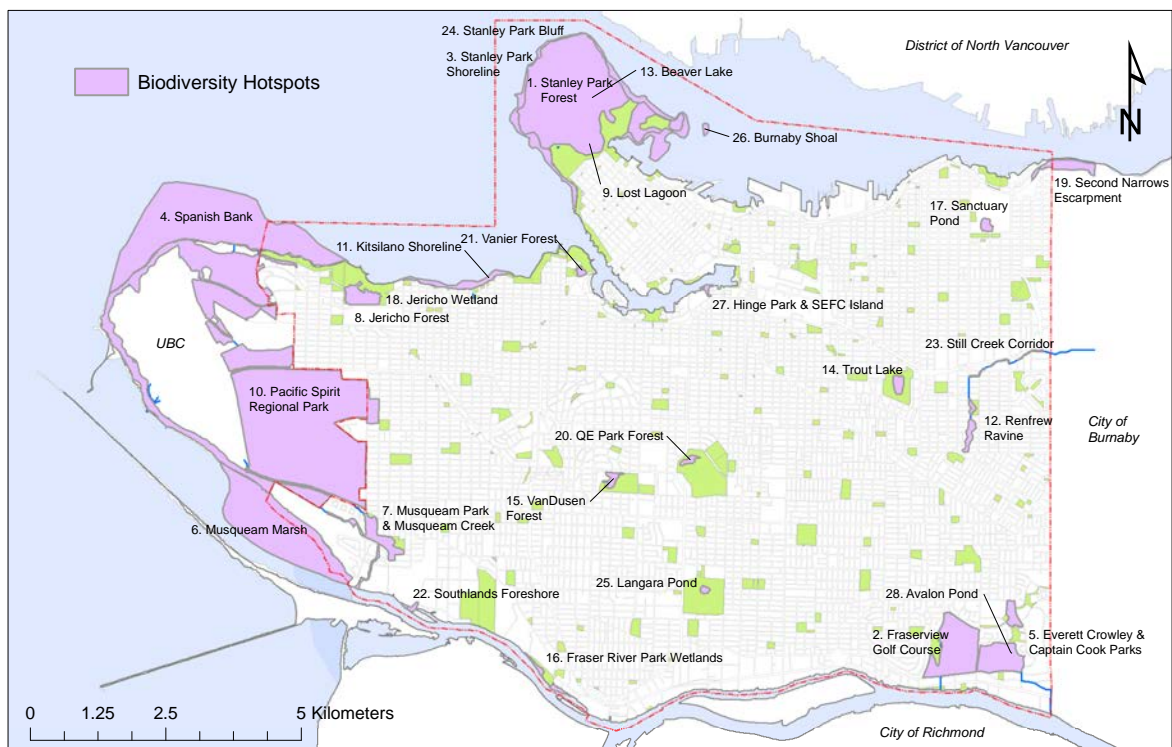 24. Stanley Park Bluff
3. Stanley Park
Shoreline
13. Beaver Lake
1. Stanley Park
Forest
District of North Vancouver
N
Biodiversity Hotspots
26. Burnaby Shoal
9. Lost Lagoon
19. Second Narrows
Escarpment
17. Sanctuary
Pond
4. Spanish Bank
11. Kitsilano Shoreline
21. Vanier Forest
18. Jericho Wetland
8. Jericho Forest
27. Hinge Park & SEFC Island
UBC
23. Still Creek Corridor
14. Trout Lake
10. Pacific Spirit
Regional Park
12. Renfrew
Ravine
City of
Burnaby
20. QE Park Forest
15. VanDusen
Forest
7. Musqueam Park
& Musqueam Creek
6. Musqueam Marsh
25. Langara Pond
22. Southlands Foreshore
28. Avalon Pond
2. Fraserview
Golf Course
5. Everett Crowley &
Captain Cook Parks
16. Fraser River Park Wetlands
0 1.25 2.5 5 Kilometers
City of Richmond